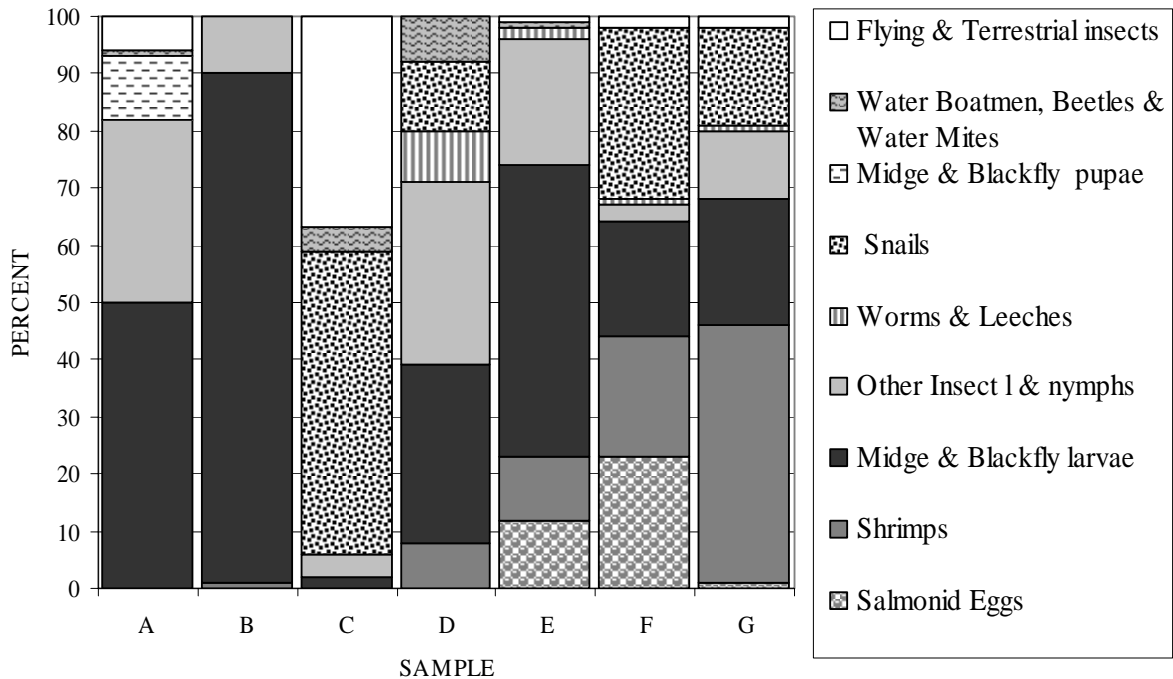 100
90
80
70
60
50
40
30
20
10
0
PERCENT
A B C D E F G
SAMPLE
Flying & Terrestrial insects
Water Boatmen, Beetles &
Water Mites
Midge & Blackfly pupae
Snails
Worms & Leeches
Other Insect l & nymphs
Midge & Blackfly larvae
Shrimps
Salmonid Eggs